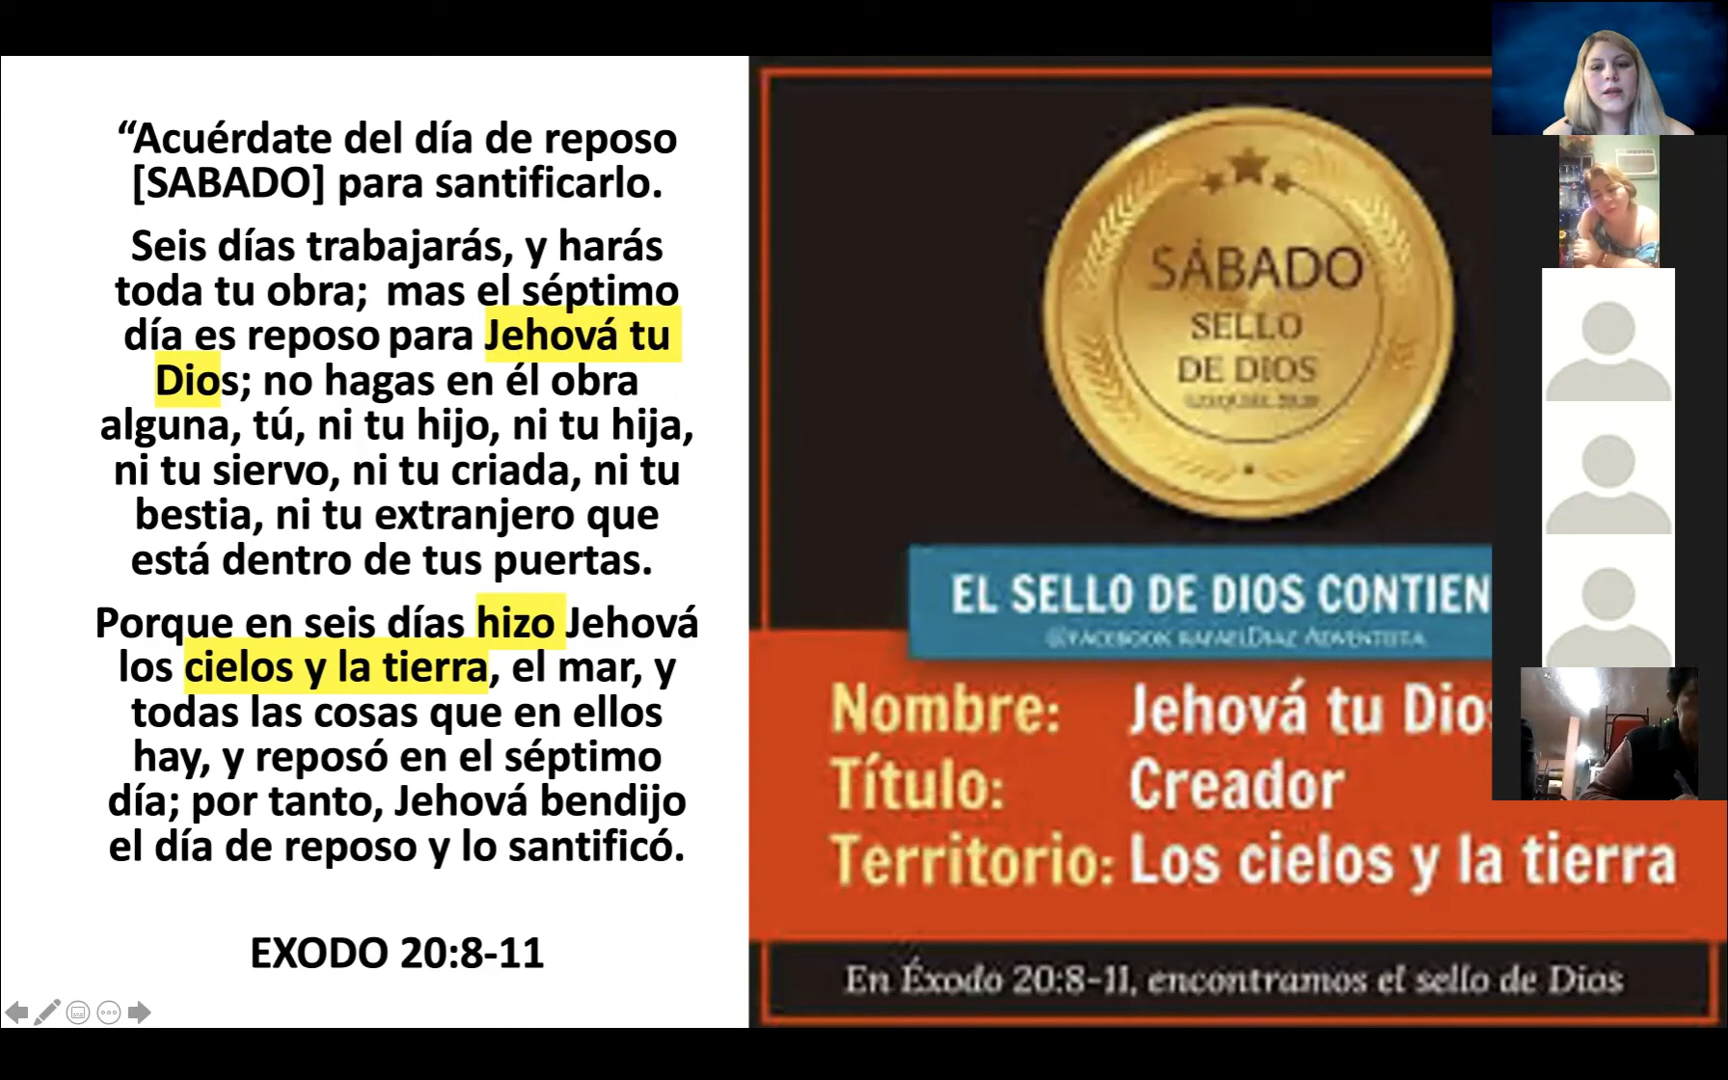 “Acuérdate del día de reposo
[SABADO] para santificarlo.
Seis días trabajarás, y harás
toda tu obra; mas el séptimo
día es reposo para Jehová tu
Dios; no hagas en él obra
alguna, tú, ni tu hijo, ni tu hija,
ni tu siervo, ni tu criada, ni tu
bestia, ni tu extranjero que
está dentro de tus puertas.
Porque en seis días hizo Jehová
los cielos y la tierra, el mar, y
todas las cosas que en ellos
hay, y reposó en el séptimo
día; por tanto, Jehová bendijo
el día de reposo y lo santificó.
EXODO 20:8-11
SÁBADO
SELLO
DE DIOS
EL SELLO DE DIOS CONTIEN
@FACEBOOK RAFAELDIAZ ADVENTISTA
Nombre: Jehová tu Dios
Título: Creador
Territorio: Los cielos y la tierra
En Éxodo 20:8-11, encontramos el sello de Dios